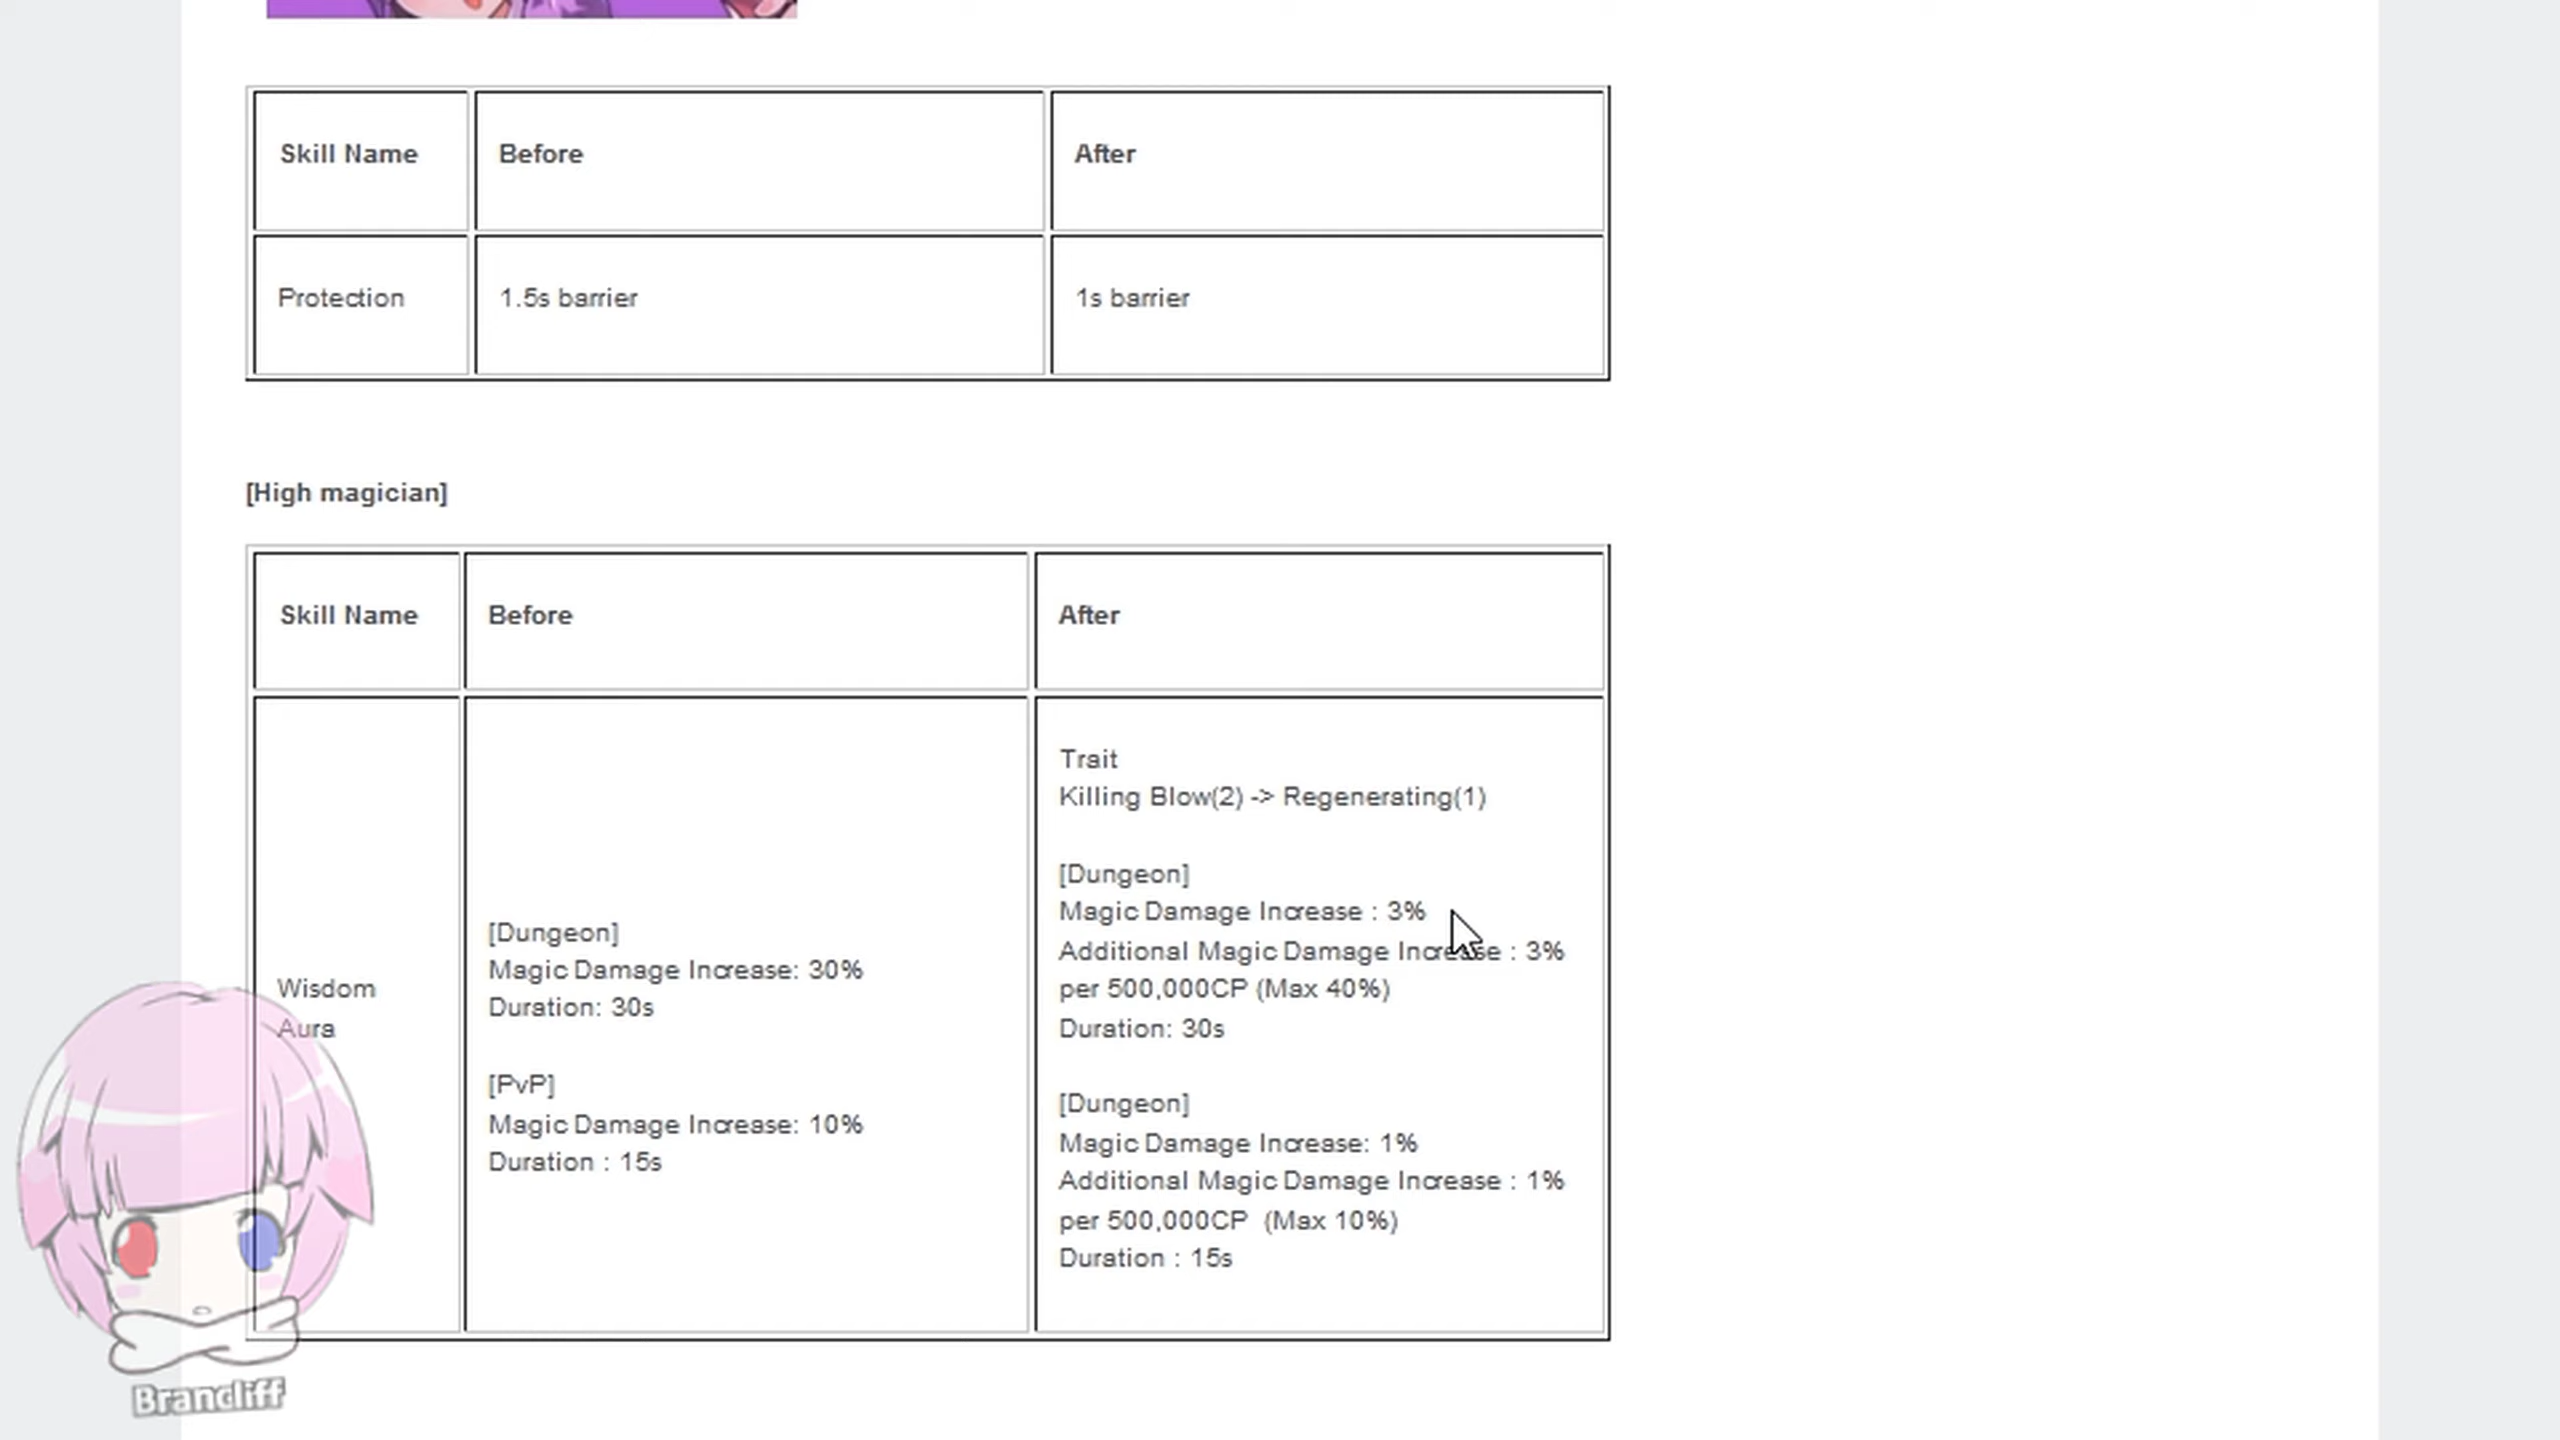 Skill Name Before After
Protection 1.5s barrier 1s barrier
[High magician]
Skill Name Before After
Wisdom
Aura
[Dungeon]
Magic Damage Increase: 30%
Duration: 30s
[PvP]
Magic Damage Increase: 10%
Duration : 15s
Trait
Killing Blow(2) -> Regenerating(1)
[Dungeon]
Magic Damage Increase : 3%
Additional Magic Damage Increase : 3%
per 500,000CP (Max 40%)
Duration: 30s
[Dungeon]
Magic Damage Increase: 1%
Additional Magic Damage Increase : 1%
per 500,000CP (Max 10%)
Duration : 15s
Brancliff